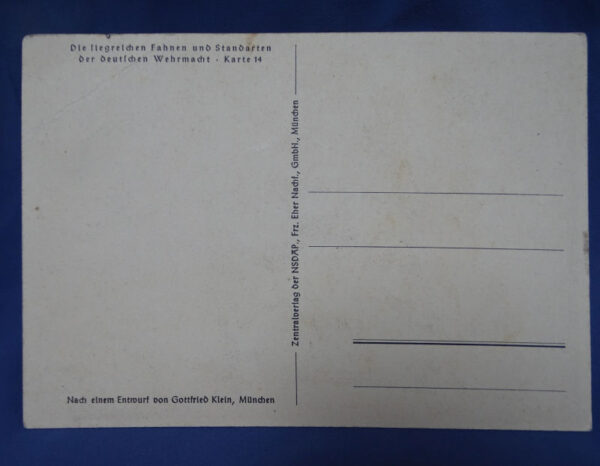 Die ſiegreichen Fahnen und Standarten
der deutſchen Wehrmacht · Karte 14
Zentralverlag der NSDAP., Frz. Eher Nachf., GmbH., München
Nach einem Entwurf von Gottfried Klein, München